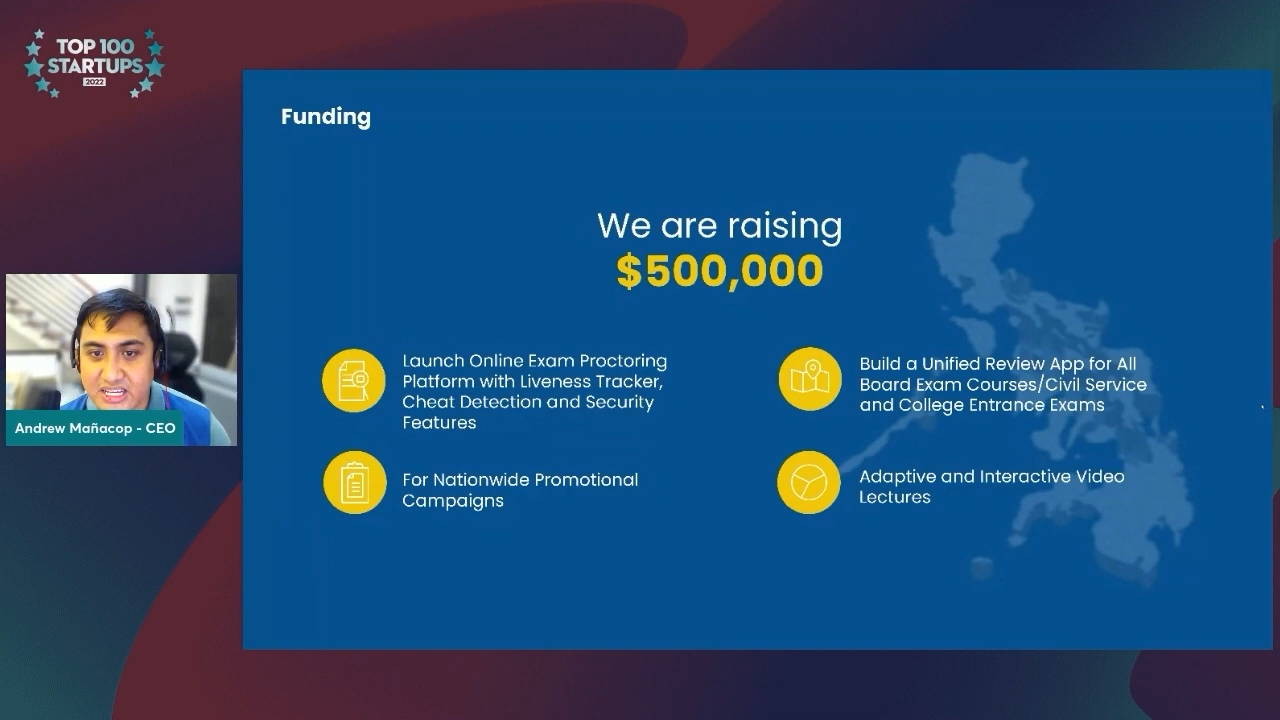 TOP 100
STARTUPS
2022
Funding
We are raising
$500,000
Launch Online Exam Proctoring
Platform with Liveness Tracker,
Cheat Detection and Security
Features
Build a Unified Review App for All
Board Exam Courses/Civil Service
and College Entrance Exams
For Nationwide Promotional
Campaigns
Adaptive and Interactive Video
Lectures
Andrew Mañacop - CEO